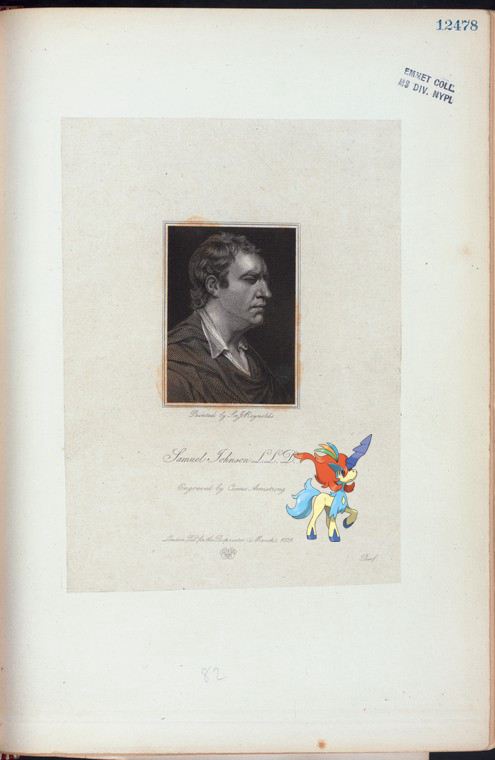 12478
EMMET COLL.
MS DIV. NYPL
Painted by Sir J. Reynolds
Samuel Johnson L.L.D.
Engraved by Cosmo Armstrong
London, Pub. for the Proprietor March 1
Proof
82